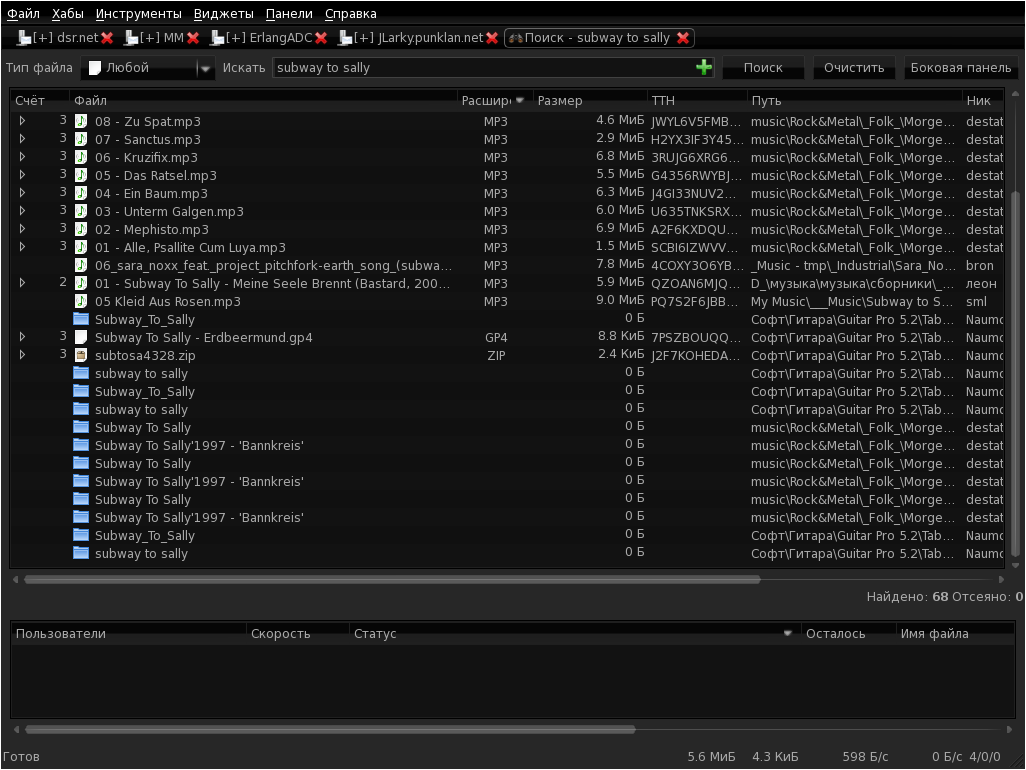 Файл Хабы Инструменты Виджеты Панели Справка
[+] dsr.net [+] MM [+] ErlangADC [+] JLarky.punklan.net Поиск - subway to sally
Тип файла Любой Искать subway to sally Поиск Очистить Боковая панель
Счёт Файл Расшир Размер TTH Путь Ник
3 08 - Zu Spat.mp3 MP3 4.6 МиБ JWYL6V5FMB... music\Rock&Metal\_Folk_\Morge... destat
3 07 - Sanctus.mp3 MP3 2.9 МиБ H2YX3IF3Y45... music\Rock&Metal\_Folk_\Morge... destat
3 06 - Kruzifix.mp3 MP3 6.8 МиБ 3RUJG6XRG6... music\Rock&Metal\_Folk_\Morge... destat
3 05 - Das Ratsel.mp3 MP3 5.5 МиБ G4356RWYBJ... music\Rock&Metal\_Folk_\Morge... destat
3 04 - Ein Baum.mp3 MP3 6.3 МиБ J4GI33NUV2... music\Rock&Metal\_Folk_\Morge... destat
3 03 - Unterm Galgen.mp3 MP3 6.0 МиБ U635TNKSRX... music\Rock&Metal\_Folk_\Morge... destat
3 02 - Mephisto.mp3 MP3 6.9 МиБ A2F6KXDQU... music\Rock&Metal\_Folk_\Morge... destat
3 01 - Alle, Psallite Cum Luya.mp3 MP3 1.5 МиБ SCBI6IZWVV... music\Rock&Metal\_Folk_\Morge... destat
06_sara_noxx_feat._project_pitchfork-earth_song_(subwa... MP3 7.8 МиБ 4COXY3O6YB... _Music - tmp\_Industrial\Sara_No... bron
2 01 - Subway To Sally - Meine Seele Brennt (Bastard, 200... MP3 5.9 МиБ QZOAN6MJQ... D_\музыка\музыка\сборники\_... леон
05 Kleid Aus Rosen.mp3 MP3 9.0 МиБ PQ7S2F6JBB... My Music\___Music\Subway to S... sml
Subway_To_Sally 0 Б Софт\Гитара\Guitar Pro 5.2\Tab... Naumc
3 Subway To Sally - Erdbeermund.gp4 GP4 8.8 КиБ 7PSZBOUQQ... Софт\Гитара\Guitar Pro 5.2\Tab... Naumc
3 subtosa4328.zip ZIP 2.4 КиБ J2F7KOHEDA... Софт\Гитара\Guitar Pro 5.2\Tab... Naumc
subway to sally 0 Б Софт\Гитара\Guitar Pro 5.2\Tab... Naumc
Subway_To_Sally 0 Б Софт\Гитара\Guitar Pro 5.2\Tab... Naumc
subway to sally 0 Б Софт\Гитара\Guitar Pro 5.2\Tab... Naumc
Subway To Sally 0 Б music\Rock&Metal\_Folk_\Morge... destat
Subway To Sally'1997 - 'Bannkreis' 0 Б music\Rock&Metal\_Folk_\Morge... destat
Subway To Sally 0 Б music\Rock&Metal\_Folk_\Morge... destat
Subway To Sally'1997 - 'Bannkreis' 0 Б music\Rock&Metal\_Folk_\Morge... destat
Subway To Sally 0 Б music\Rock&Metal\_Folk_\Morge... destat
Subway To Sally'1997 - 'Bannkreis' 0 Б music\Rock&Metal\_Folk_\Morge... destat
Subway_To_Sally 0 Б Софт\Гитара\Guitar Pro 5.2\Tab... Naumc
subway to sally 0 Б Софт\Гитара\Guitar Pro 5.2\Tab... Naumc
Найдено: 68 Отсеяно: 0
Пользователи Скорость Статус Осталось Имя файла
Готов 5.6 МиБ 4.3 КиБ 598 Б/с 0 Б/с 4/0/0